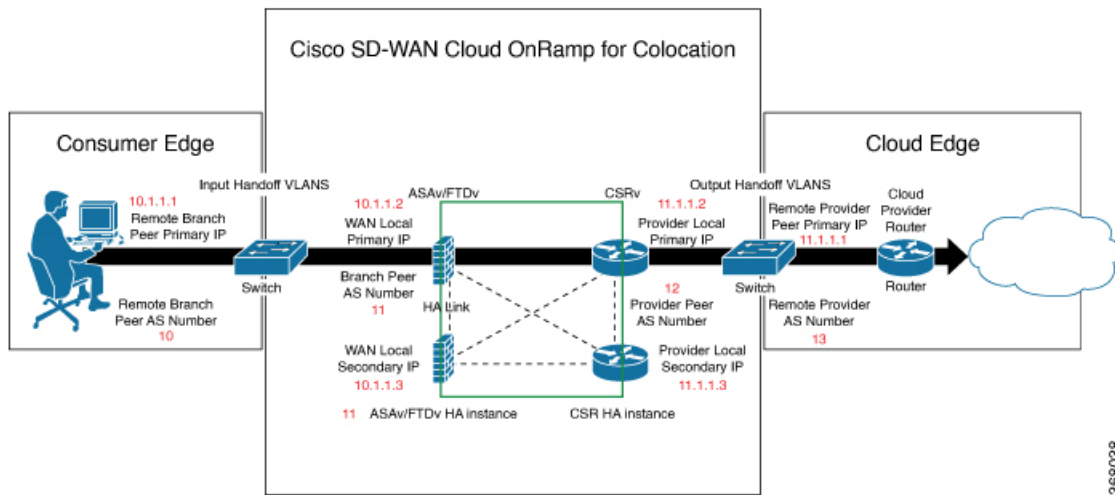 Cisco SD-WAN Cloud OnRamp for Colocation
Consumer Edge
Cloud Edge
Input Handoff VLANS
ASAv/FTDv
CSRv
Output Handoff VLANS
10.1.1.1
Remote Branch
Peer Primary IP
10.1.1.2
WAN Local
Primary IP
11.1.1.2
Provider Local
Primary IP
Remote Provider
Peer Primary IP
11.1.1.1
Cloud
Provider
Router
Switch
Branch Peer
AS Number
11
HA Link
12
Provider Peer
AS Number
Switch
Router
Remote Branch
Peer AS Number
10
Remote Provider
AS Number
13
WAN Local
Secondary IP
10.1.1.3
Provider Local
Secondary IP
11.1.1.3
11
ASAv/FTDv HA instance
CSR HA instance
368038